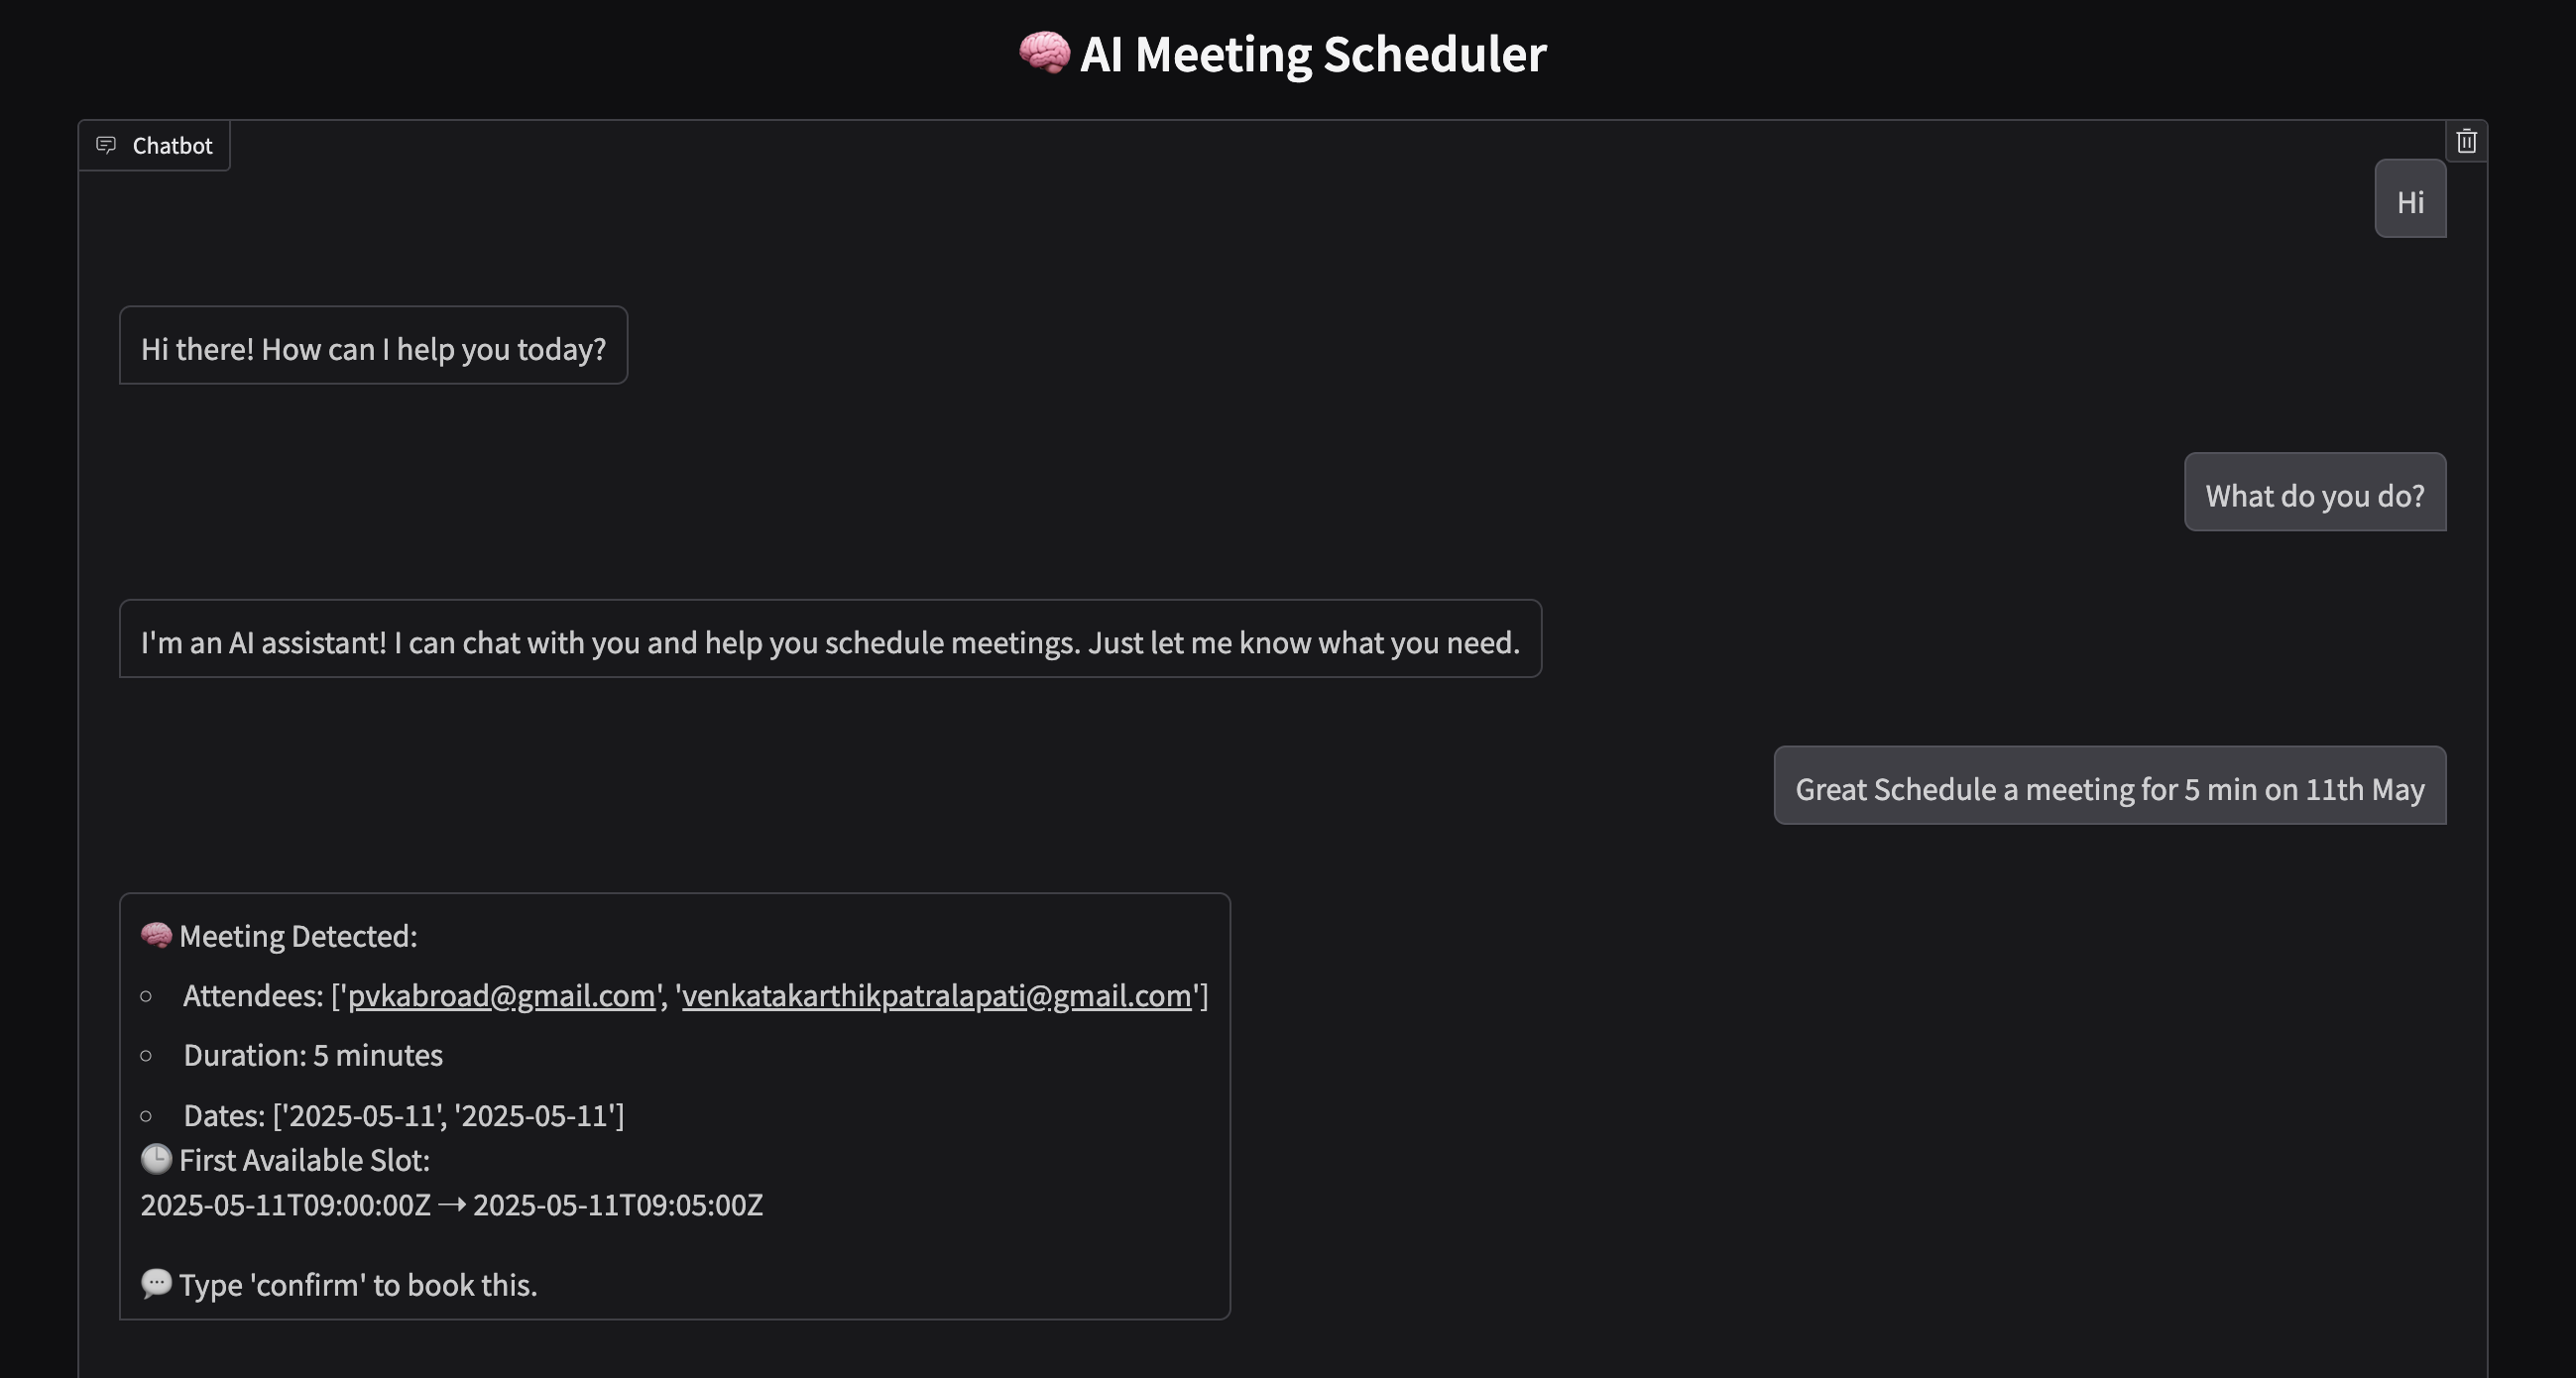 🧠 AI Meeting Scheduler
Chatbot
Hi
Hi there! How can I help you today?
What do you do?
I'm an AI assistant! I can chat with you and help you schedule meetings. Just let me know what you need.
Great Schedule a meeting for 5 min on 11th May
🧠 Meeting Detected:
◦ Attendees: ['pvkabroad@gmail.com', 'venkatakarthikpatralapati@gmail.com']
◦ Duration: 5 minutes
◦ Dates: ['2025-05-11', '2025-05-11']
🕒 First Available Slot:
2025-05-11T09:00:00Z → 2025-05-11T09:05:00Z
💬 Type 'confirm' to book this.